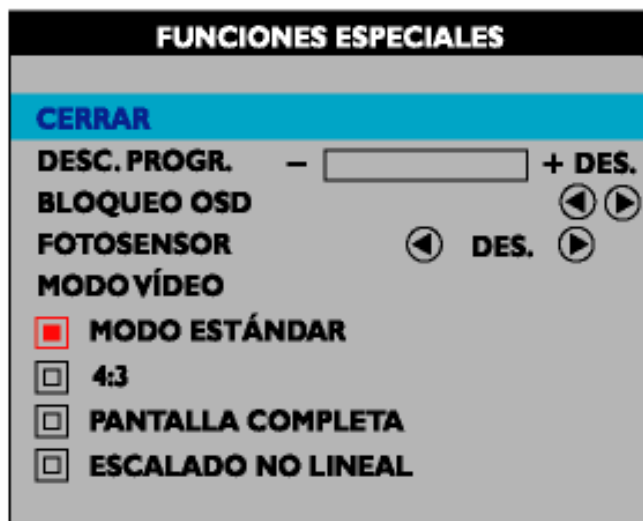 FUNCIONES ESPECIALES
CERRAR
DESC. PROGR. – + DES.
BLOQUEO OSD
FOTOSENSOR DES.
MODO VÍDEO
MODO ESTÁNDAR
4:3
PANTALLA COMPLETA
ESCALADO NO LINEAL